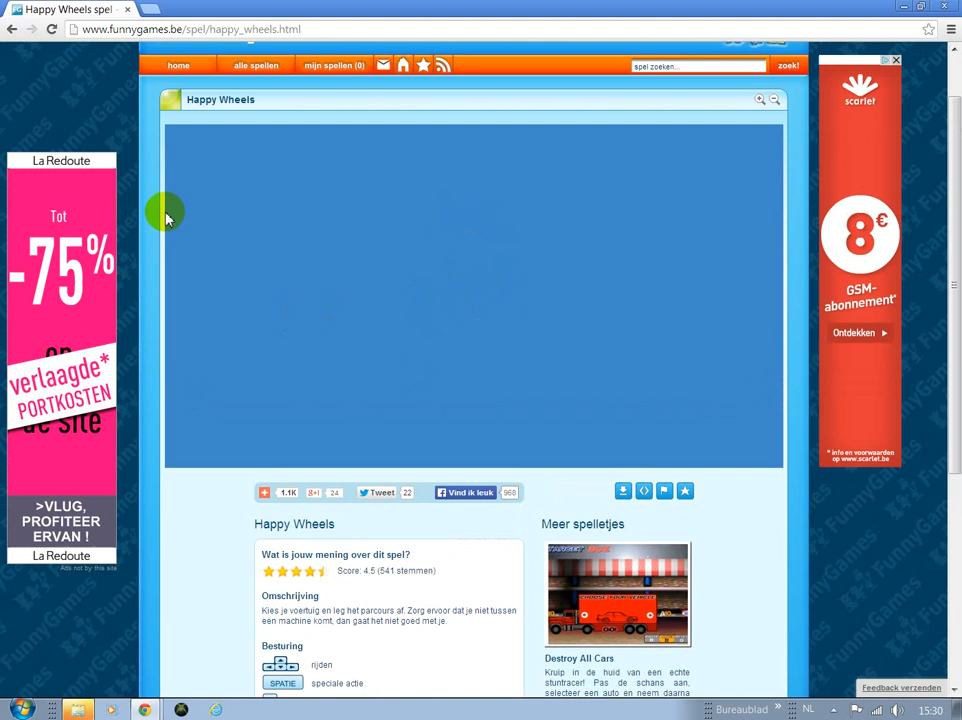 Happy Wheels spel -
www.funnygames.be/spel/happy_wheels.html
home
alle spellen
mijn spellen (0)
spel zoeken...
zoek!
Happy Wheels
La Redoute
Tot
-75%
op
verlaagde*
PORTKOSTEN
de site
>VLUG,
PROFITEER
ERVAN !
La Redoute
Ads not by this site
scarlet
8€
GSM-
abonnement*
Ontdekken
* info en voorwaarden
op www.scarlet.be
1.1K
g+1
24
Tweet
22
Vind ik leuk
968
Happy Wheels
Wat is jouw mening over dit spel?
Score: 4.5 (541 stemmen)
Omschrijving
Kies je voertuig en leg het parcours af. Zorg ervoor dat je niet tussen
een machine komt, dan gaat het niet goed met je.
Besturing
rijden
SPATIE
speciale actie
Meer spelletjes
CHOOSE YOUR VEHICLE
Destroy All Cars
Kruip in de huid van een echte
stuntracer! Pas de schans aan,
selecteer een auto en neem daarna
Feedback verzenden
Bureaublad
»
NL
15:30